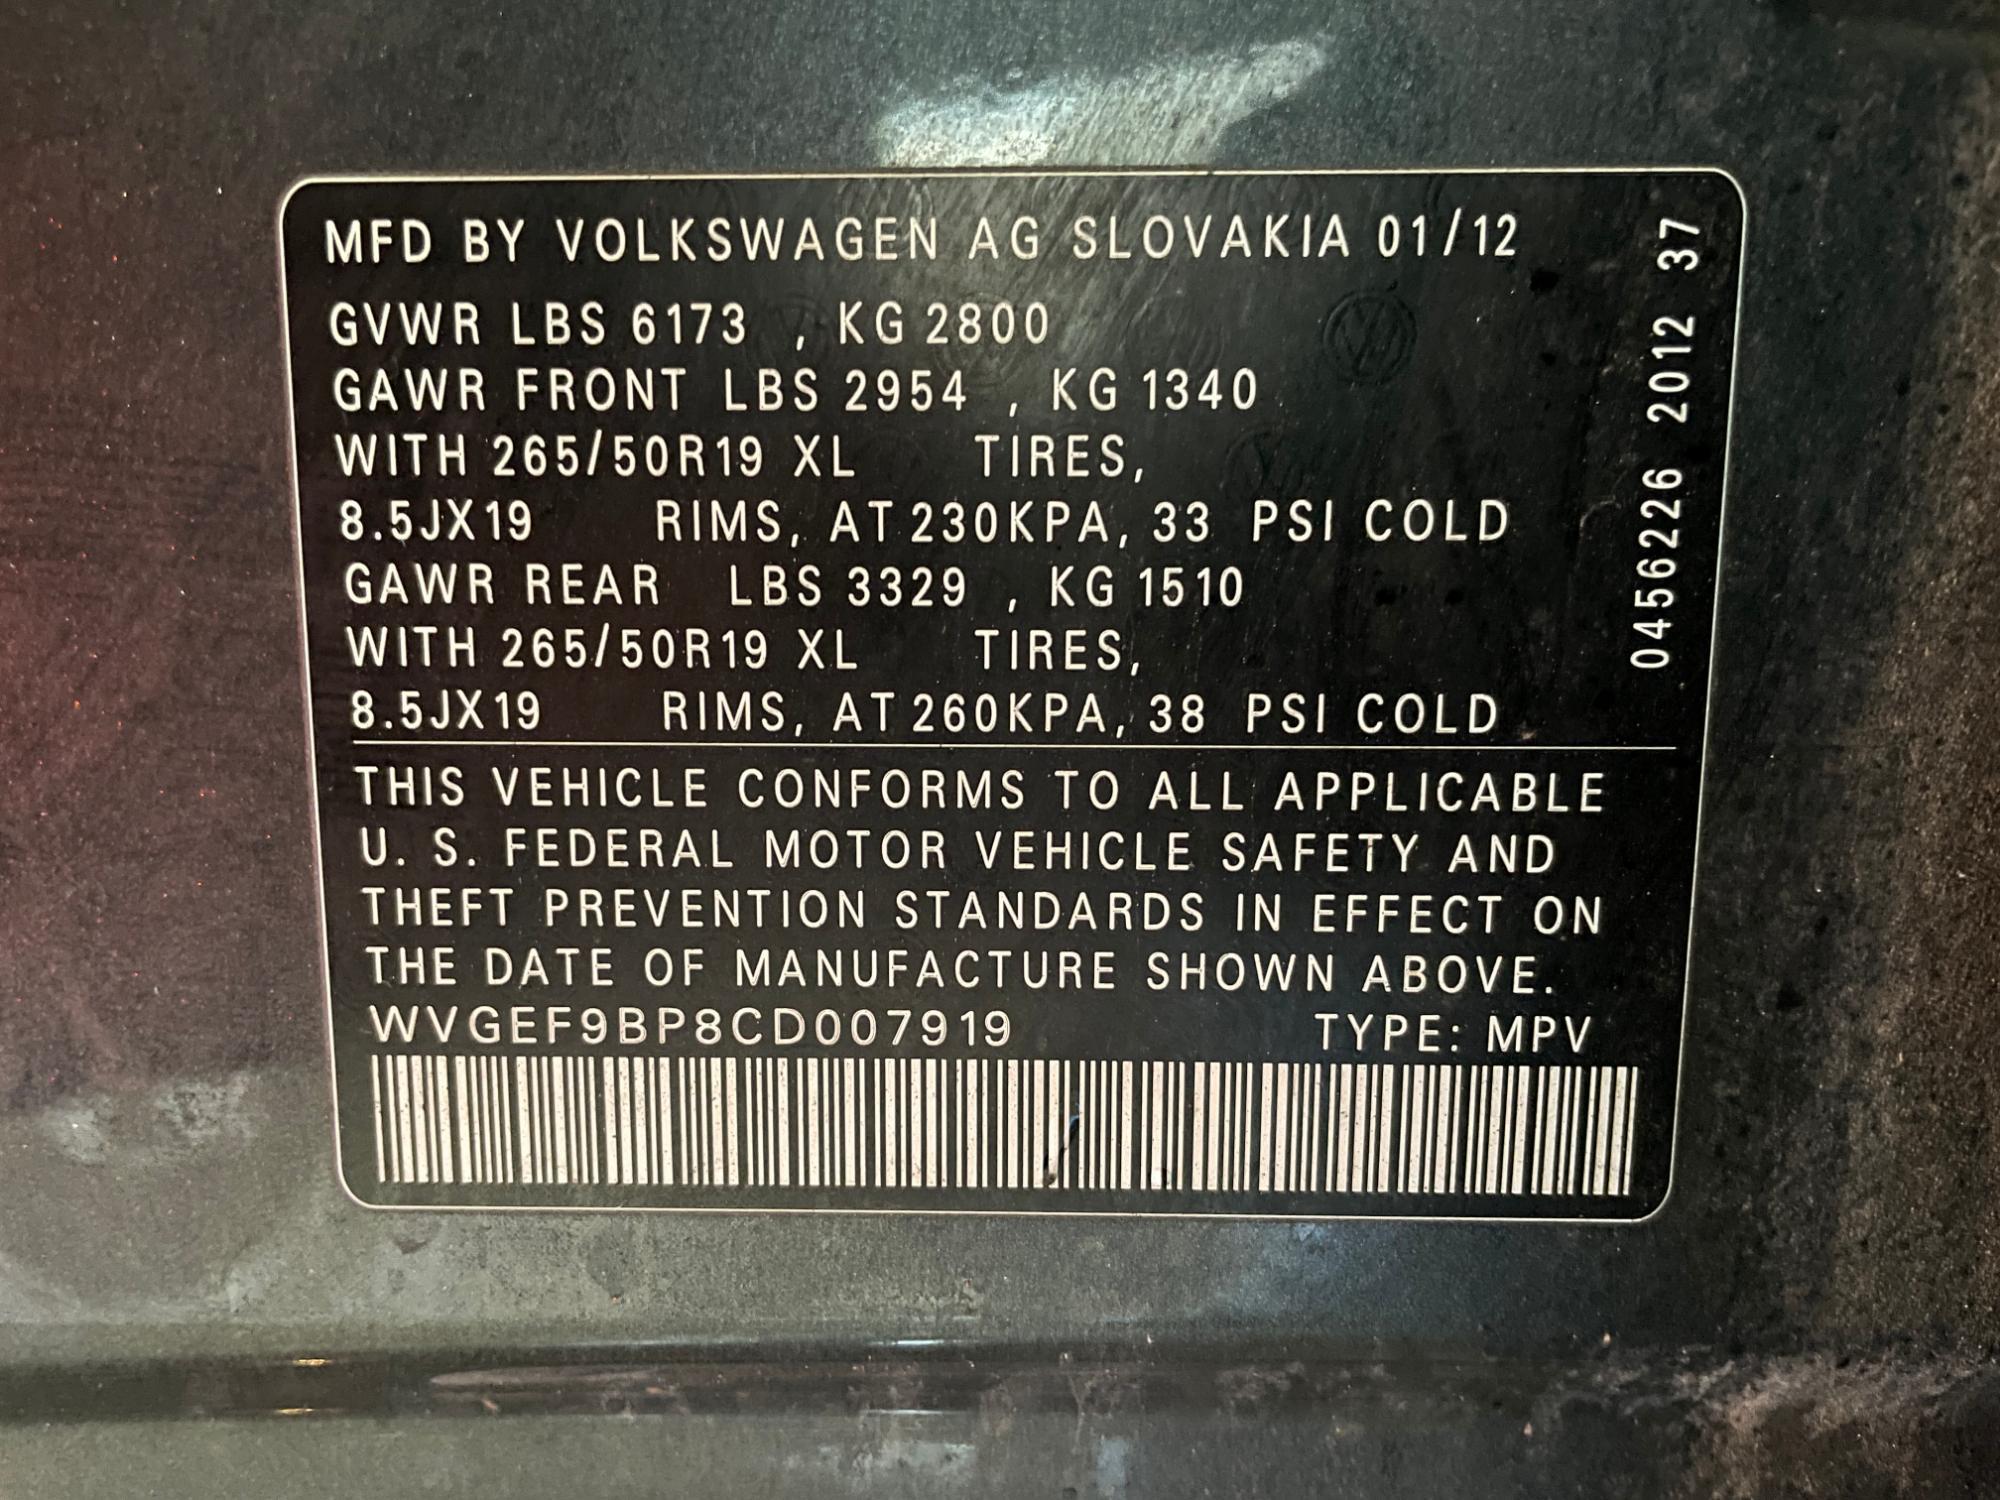 MFD BY VOLKSWAGEN AG SLOVAKIA 01/12
GVWR LBS 6173 , KG 2800
GAWR FRONT LBS 2954 , KG 1340
WITH 265/50R19 XL TIRES,
8.5JX19 RIMS, AT 230KPA, 33 PSI COLD
GAWR REAR LBS 3329 , KG 1510
WITH 265/50R19 XL TIRES,
8.5JX19 RIMS, AT 260KPA, 38 PSI COLD
THIS VEHICLE CONFORMS TO ALL APPLICABLE
U. S. FEDERAL MOTOR VEHICLE SAFETY AND
THEFT PREVENTION STANDARDS IN EFFECT ON
THE DATE OF MANUFACTURE SHOWN ABOVE.
WVGEF9BP8CD007919 TYPE: MPV
0456226 2012 37